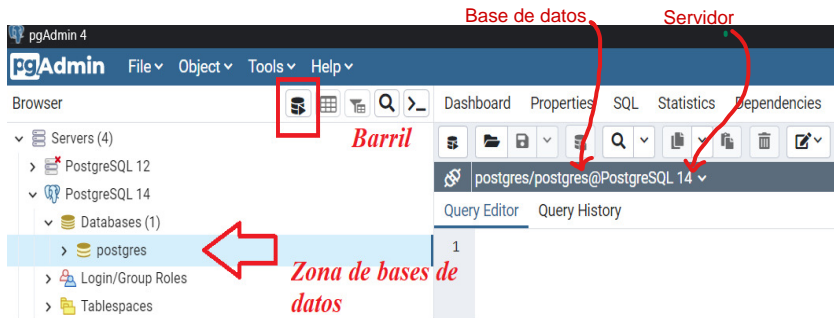 Base de datos
Servidor
pgAdmin 4
pgAdmin File Object Tools Help
Browser
Dashboard Properties SQL Statistics Dependencies
Barril
Servers (4)
PostgreSQL 12
postgres/postgres@PostgreSQL 14
PostgreSQL 14
Databases (1)
Query Editor Query History
postgres
1
Login/Group Roles
Zona de bases de
datos
Tablespaces